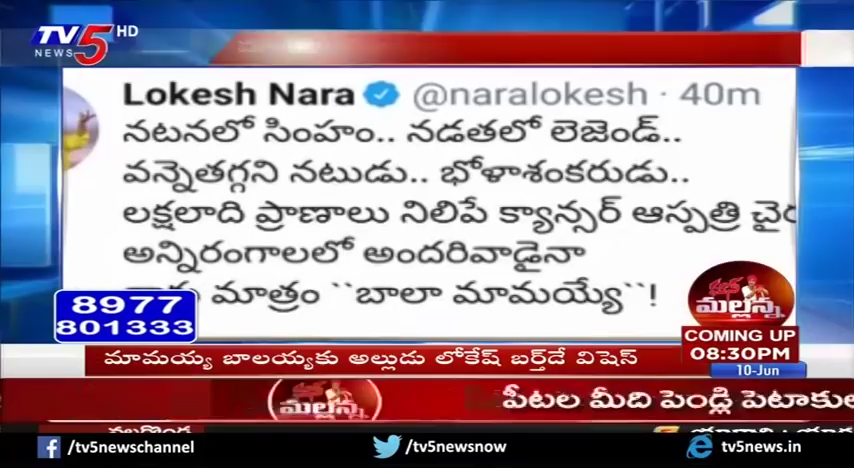 TV5 HD
NEWS
Lokesh Nara @naralokesh · 40m
నటనలో సింహం.. నడతలో లెజెండ్..
వన్నెతగ్గని నటుడు.. భోళాశంకరుడు..
లక్షలాది ప్రాణాలు నిలిపే క్యాన్సర్ ఆస్పత్రి
అన్నిరంగాలలో అందరివాడైనా
మాత్రం ``బాలా మామయ్యే``!
8977
801333
మల్లన్న
COMING UP
08:30PM
10-Jun
మామయ్య బాలయ్యకు అల్లుడు లోకేష్ బర్త్‌డే విషెస్
మల్లన్న
పీటల మీది పెండ్లి పెటాకుల
/tv5newschannel
/tv5newsnow
tv5news.in